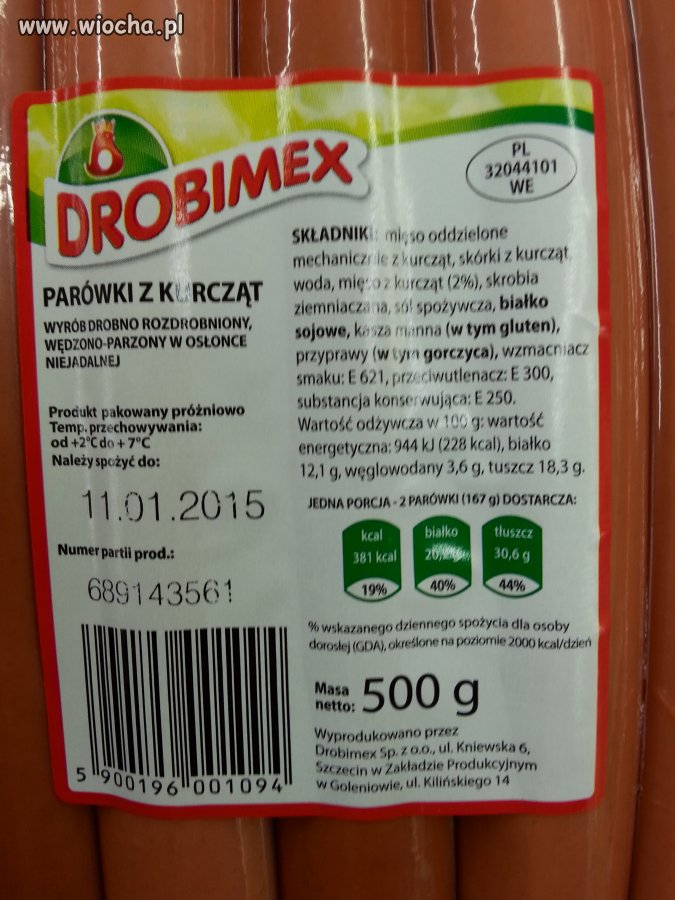 www.wiocha.pl
DROBIMEX
PL
32044101
WE
PARÓWKI Z KURCZĄT
WYRÓB DROBNO ROZDROBNIONY,
WĘDZONO-PARZONY W OSŁONCE
NIEJADALNEJ
Produkt pakowany próżniowo
Temp. przechowywania:
od +2°C do + 7°C
Należy spożyć do:
11.01.2015
Numer partii prod.:
689143561
5 900196 001094
SKŁADNIKI: mięso oddzielone
mechanicznie z kurcząt, skórki z kurcząt,
woda, mięso z kurcząt (2%), skrobia
ziemniaczana, sól spożywcza, białko
sojowe, kasza manna (w tym gluten),
przyprawy (w tym gorczyca), wzmacniacz
smaku: E 621, przeciwutleniacz: E 300,
substancja konserwująca: E 250.
Wartość odżywcza w 100 g: wartość
energetyczna: 944 kJ (228 kcal), białko
12,1 g, węglowodany 3,6 g, tłuszcz 18,3 g.
JEDNA PORCJA - 2 PARÓWKI (167 g) DOSTARCZA:
kcal białko tłuszcz
381 kcal 30,6 g
19% 40% 44%
% wskazanego dziennego spożycia dla osoby
dorosłej (GDA), określone na poziomie 2000 kcal/dzień
Masa
netto: 500 g
Wyprodukowano przez
Drobimex Sp. z o.o., ul. Kniewska 6,
Szczecin w Zakładzie Produkcyjnym
w Goleniowie, ul. Kilińskiego 14